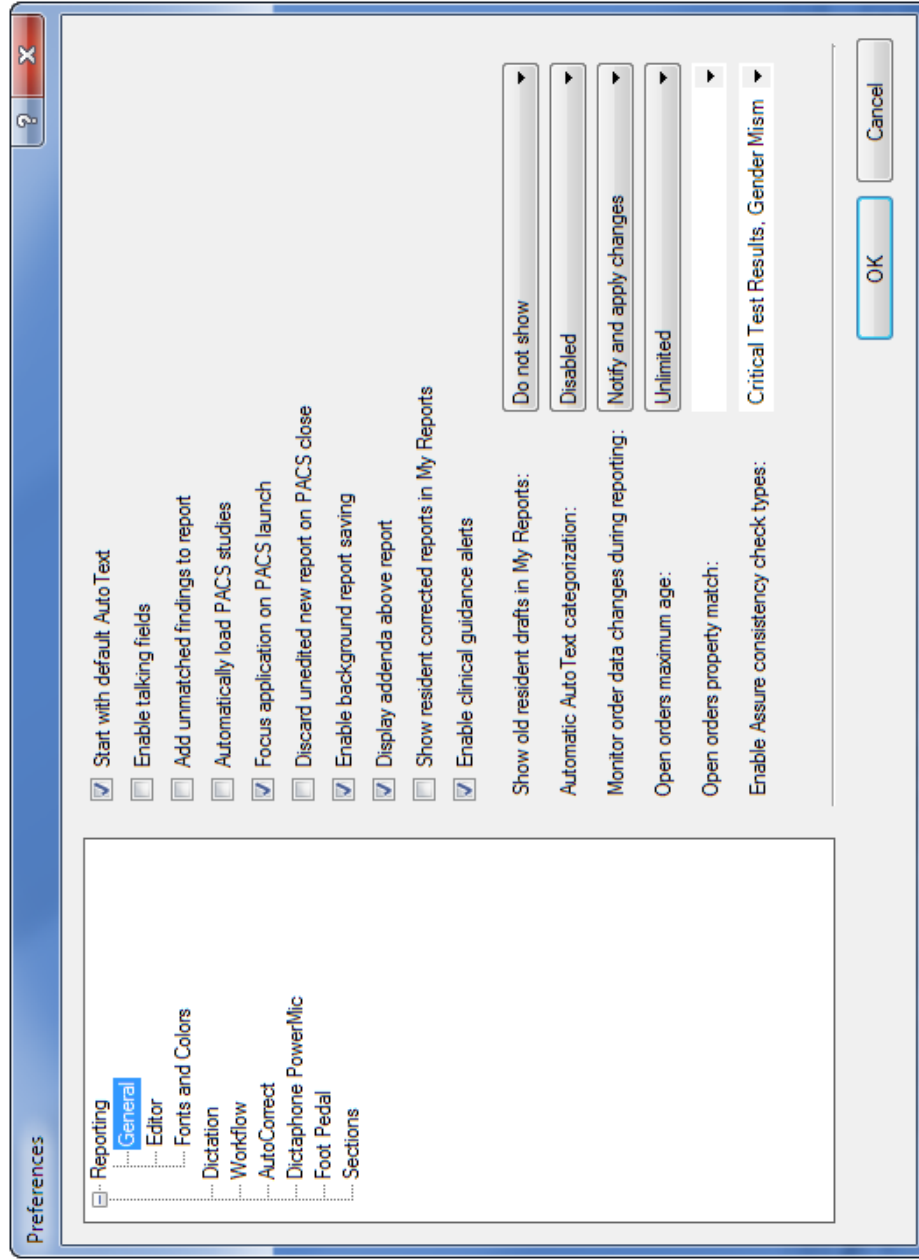 Preferences
?
x
Reporting
General
Editor
Fonts and Colors
Dictation
Workflow
AutoCorrect
Dictaphone PowerMic
Foot Pedal
Sections
Start with default AutoText
Enable talking fields
Add unmatched findings to report
Automatically load PACS studies
Focus application on PACS launch
Discard unedited new report on PACS close
Enable background report saving
Display addenda above report
Show resident corrected reports in My Reports
Enable clinical guidance alerts
Show old resident drafts in My Reports: Do not show
Automatic AutoText categorization: Disabled
Monitor order data changes during reporting: Notify and apply changes
Open orders maximum age: Unlimited
Open orders property match:
Enable Assure consistency check types: Critical Test Results, Gender Mism
OK Cancel